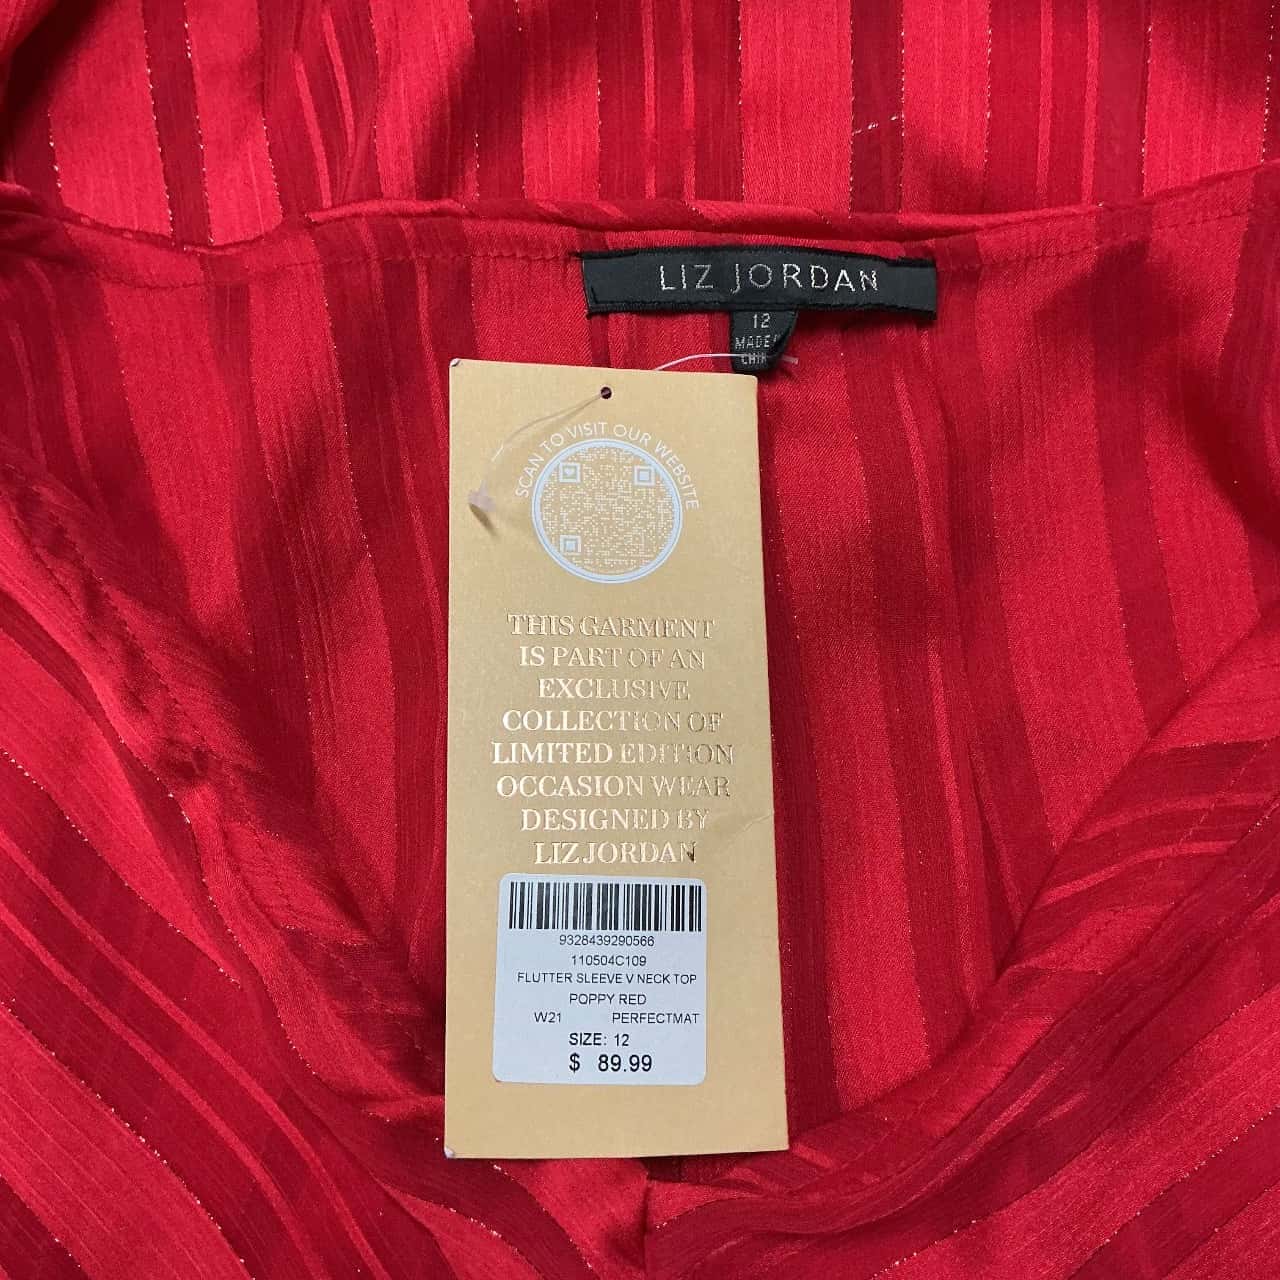 LIZ JORDAN
12
MADE
SCAN TO VISIT OUR WEBSITE
THIS GARMENT
IS PART OF AN
EXCLUSIVE
COLLECTION OF
LIMITED EDITION
OCCASION WEAR
DESIGNED BY
LIZ JORDAN
9328439290566
110504C109
FLUTTER SLEEVE V NECK TOP
POPPY RED
W21 PERFECTMAT
SIZE: 12
$ 89.99